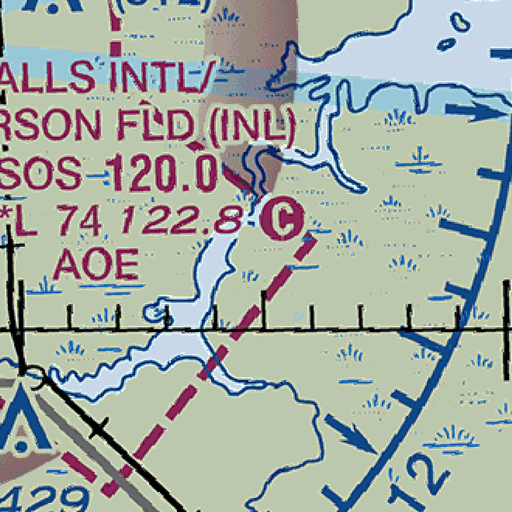 ALLS INTL/
RSON FLD (INL)
SOS 120.0
*L 74 122.8 C
AOE
12
429